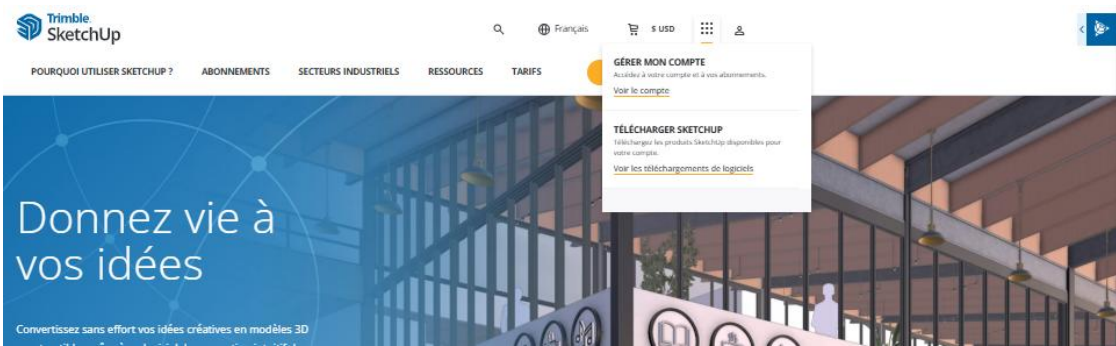 Trimble.
SketchUp
Français
$ USD
POURQUOI UTILISER SKETCHUP ?
ABONNEMENTS
SECTEURS INDUSTRIELS
RESSOURCES
TARIFS
GÉRER MON COMPTE
Accédez à votre compte et à vos abonnements.
Voir le compte
TÉLÉCHARGER SKETCHUP
Téléchargez les produits SketchUp disponibles pour
votre compte.
Voir les téléchargements de logiciels
Donnez vie à
vos idées
Convertissez sans effort vos idées créatives en modèles 3D